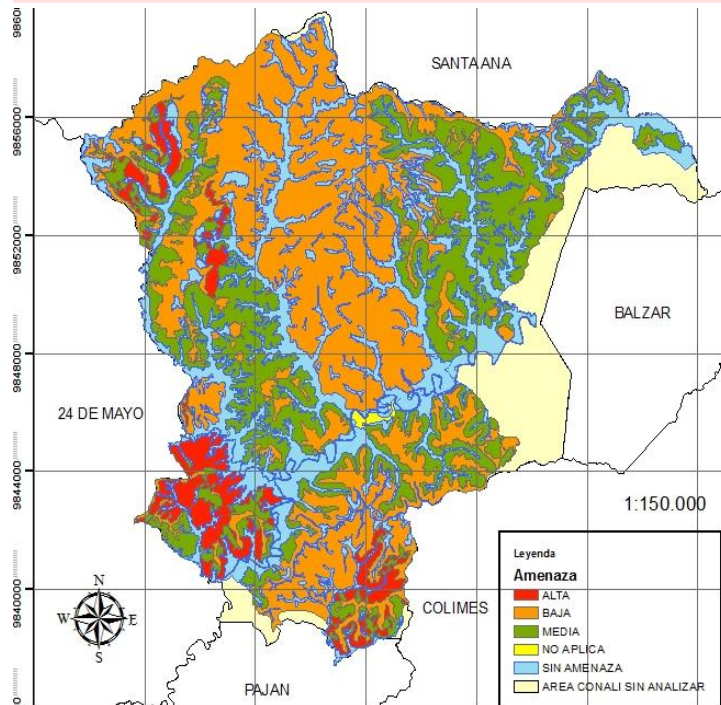 SANTA ANA
BALZAR
24 DE MAYO
COLIMES
PAJAN
1:150.000
N
W E
S
9856000
9852000
9848000
9844000
9840000
Leyenda
Amenaza
ALTA
BAJA
MEDIA
NO APLICA
SIN AMENAZA
AREA CONALI SIN ANALIZAR